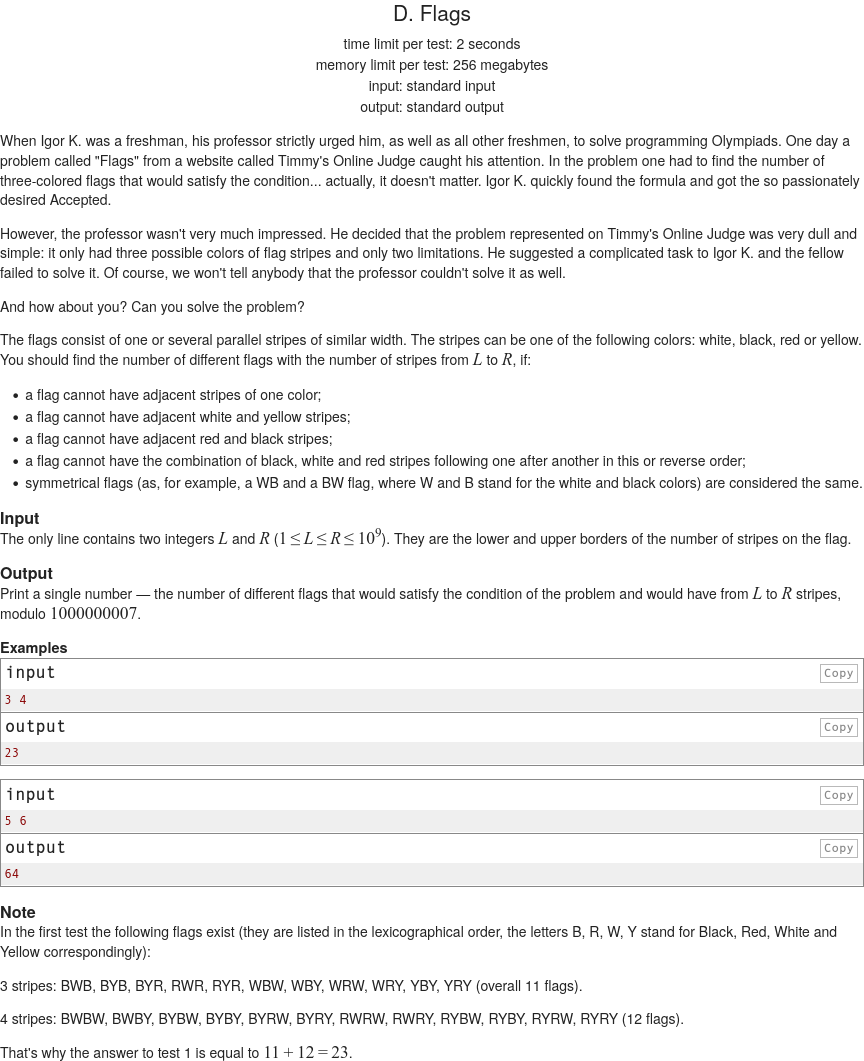 D. Flags
time limit per test: 2 seconds
memory limit per test: 256 megabytes
input: standard input
output: standard output
When Igor K. was a freshman, his professor strictly urged him, as well as all other freshmen, to solve programming Olympiads. One day a
problem called "Flags" from a website called Timmy's Online Judge caught his attention. In the problem one had to find the number of
three-colored flags that would satisfy the condition... actually, it doesn't matter. Igor K. quickly found the formula and got the so passionately
desired Accepted.
However, the professor wasn't very much impressed. He decided that the problem represented on Timmy's Online Judge was very dull and
simple: it only had three possible colors of flag stripes and only two limitations. He suggested a complicated task to Igor K. and the fellow
failed to solve it. Of course, we won't tell anybody that the professor couldn't solve it as well.
And how about you? Can you solve the problem?
The flags consist of one or several parallel stripes of similar width. The stripes can be one of the following colors: white, black, red or yellow.
You should find the number of different flags with the number of stripes from L to R, if:
• a flag cannot have adjacent stripes of one color;
• a flag cannot have adjacent white and yellow stripes;
• a flag cannot have adjacent red and black stripes;
• a flag cannot have the combination of black, white and red stripes following one after another in this or reverse order;
• symmetrical flags (as, for example, a WB and a BW flag, where W and B stand for the white and black colors) are considered the same.
Input
The only line contains two integers L and R (1 ≤ L ≤ R ≤ 10⁹). They are the lower and upper borders of the number of stripes on the flag.
Output
Print a single number — the number of different flags that would satisfy the condition of the problem and would have from L to R stripes,
modulo 1000000007.
Examples
input Copy
3 4
output Copy
23
input Copy
5 6
output Copy
64
Note
In the first test the following flags exist (they are listed in the lexicographical order, the letters B, R, W, Y stand for Black, Red, White and
Yellow correspondingly):
3 stripes: BWB, BYB, BYR, RWR, RYR, WBW, WBY, WRW, WRY, YBY, YRY (overall 11 flags).
4 stripes: BWBW, BWBY, BYBW, BYBY, BYRW, BYRY, RWRW, RWRY, RYBW, RYBY, RYRW, RYRY (12 flags).
That's why the answer to test 1 is equal to 11 + 12 = 23.